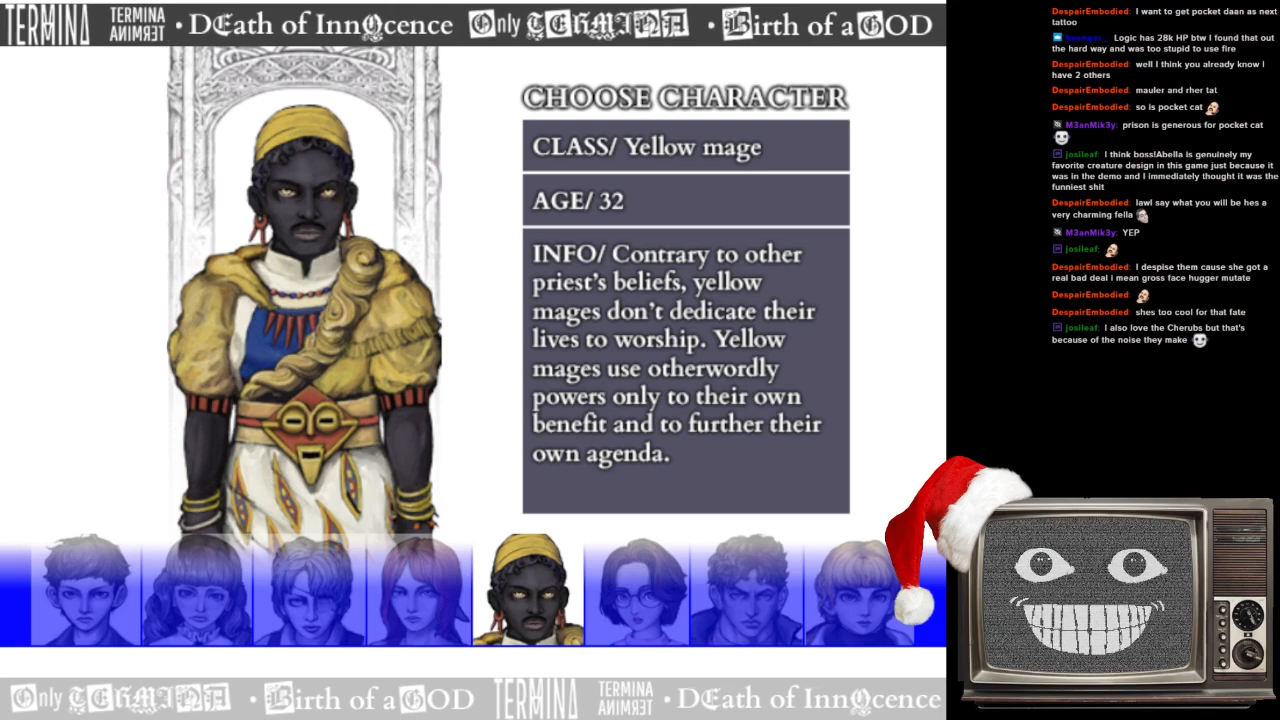 TERMINA TERMINA TERMINA • DEath of InnOcence Only TERMINA • Birth of a GOD
CHOOSE CHARACTER
CLASS/ Yellow mage
AGE/ 32
INFO/ Contrary to other
priest's beliefs, yellow
mages don't dedicate their
lives to worship. Yellow
mages use otherwordly
powers only to their own
benefit and to further their
own agenda.
Only TERMINA • Birth of a GOD TERMINA TERMINA TERMINA • DEath of InnOcence
DespairEmbodied: I want to get pocket daan as next
tattoo
Logic has 28k HP btw I found that out
the hard way and was too stupid to use fire
DespairEmbodied: well I think you already know I
have 2 others
DespairEmbodied: mauler and rher tat
DespairEmbodied: so is pocket cat
M3anMik3y: prison is generous for pocket cat
josileaf: I think boss!Abella is genuinely my
favorite creature design in this game just because it
was in the demo and I immediately thought it was the
funniest shit
DespairEmbodied: lawl say what you will be hes a
very charming fella
M3anMik3y: YEP
josileaf:
DespairEmbodied: I despise them cause she got a
real bad deal i mean gross face hugger mutate
DespairEmbodied:
DespairEmbodied: shes too cool for that fate
josileaf: I also love the Cherubs but that's
because of the noise they make